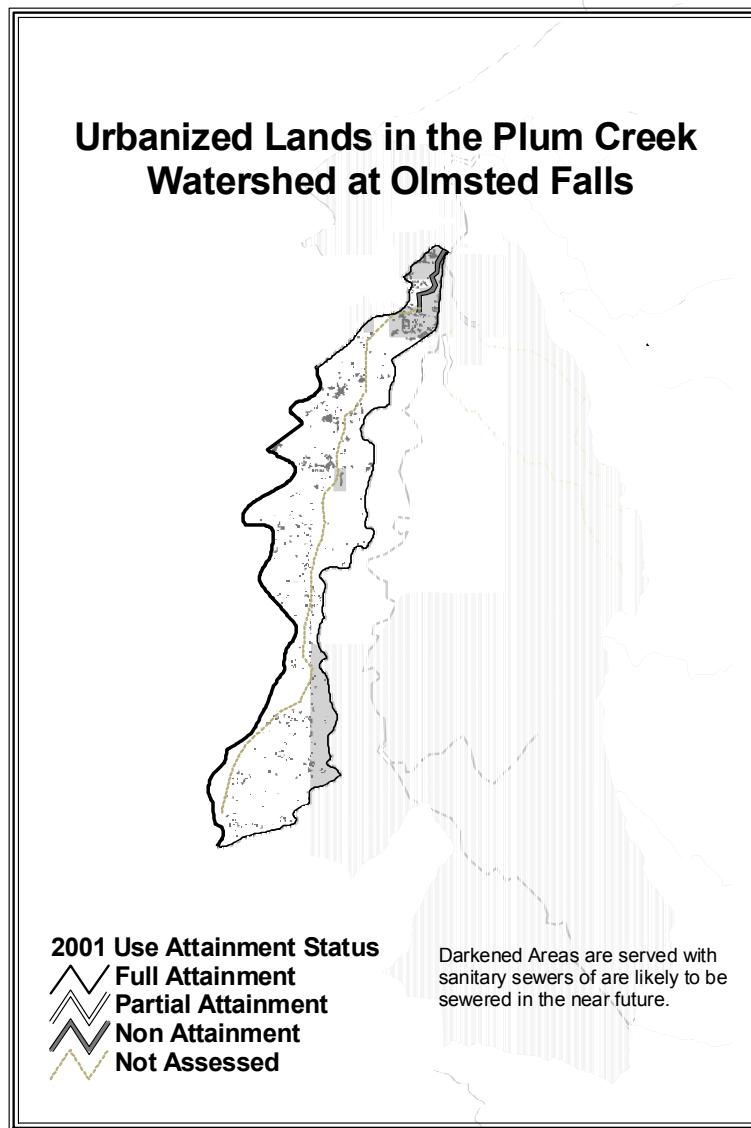 Urbanized Lands in the Plum Creek
Watershed at Olmsted Falls
2001 Use Attainment Status
Full Attainment
Partial Attainment
Non Attainment
Not Assessed
Darkened Areas are served with
sanitary sewers of are likely to be
sewered in the near future.